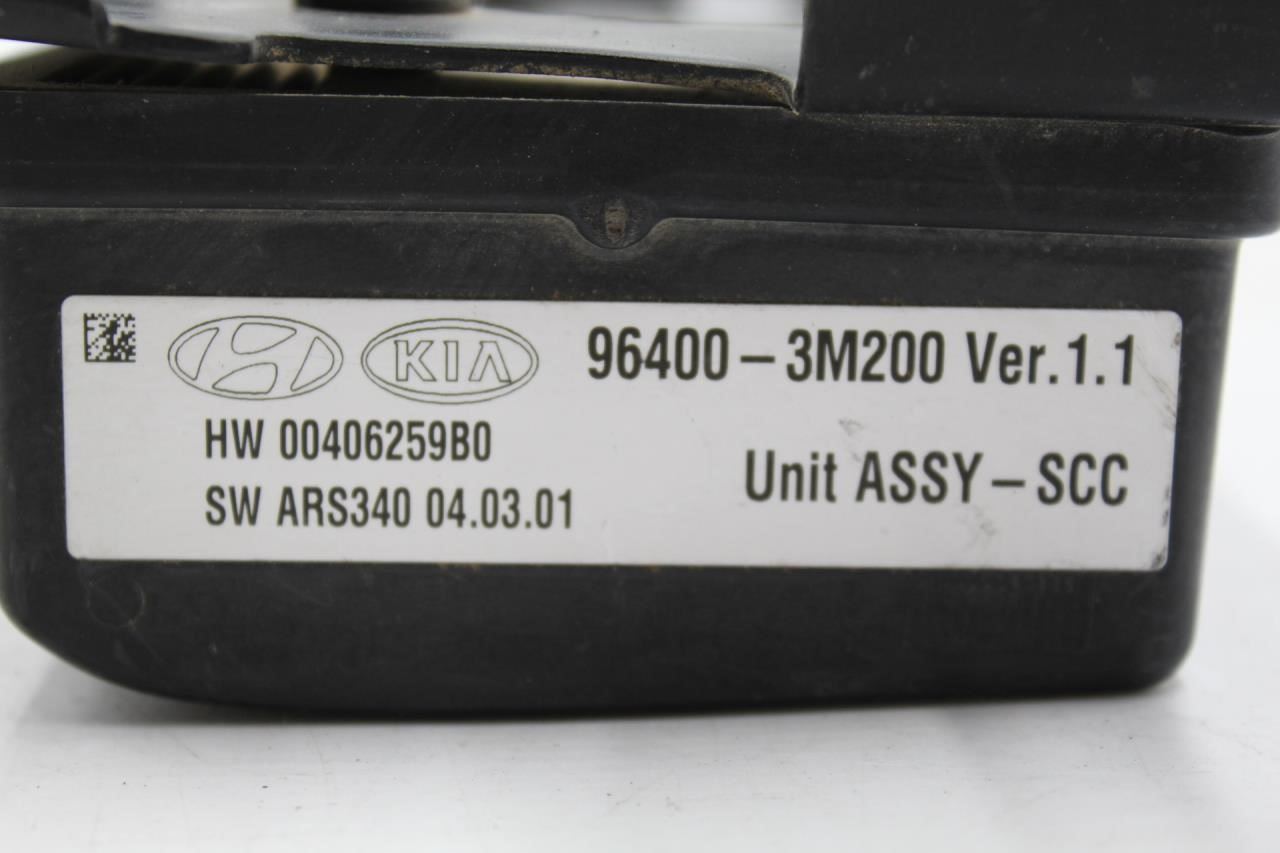 KIA 96400-3M200 Ver.1.1
HW 00406259B0
SW ARS340 04.03.01
Unit ASSY-SCC